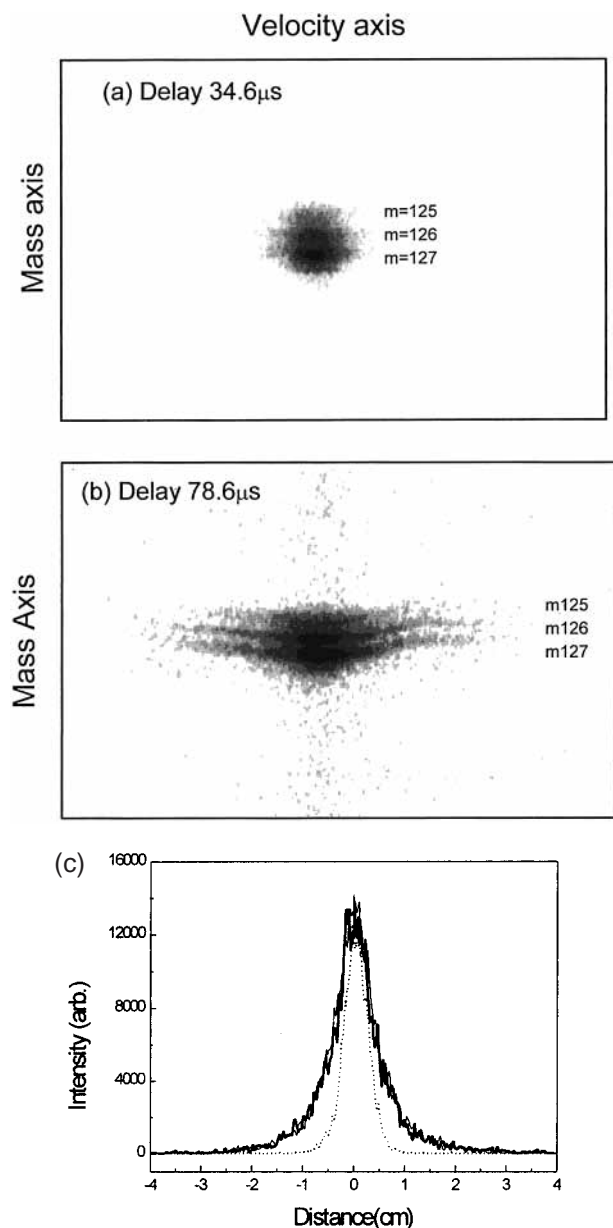 Velocity axis
(a) Delay 34.6μs
Mass axis
m=125
m=126
m=127
(b) Delay 78.6μs
Mass Axis
m125
m126
m127
(c)
16000
12000
8000
4000
0
Intensity (arb.)
-4 -3 -2 -1 0 1 2 3 4
Distance(cm)